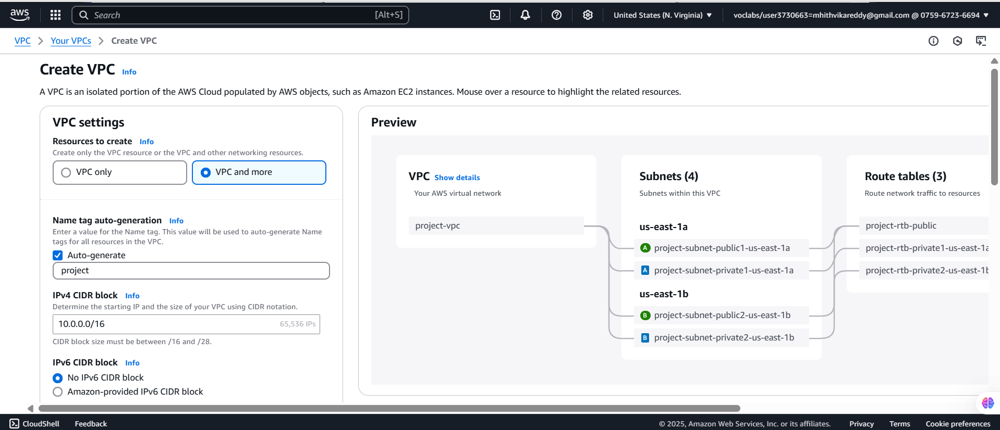 aws
Search [Alt+S]
United States (N. Virginia)
voclabs/user3730663=mhithvikareddy@gmail.com @ 0759-6723-6694
VPC
Your VPCs
Create VPC
Create VPC Info
A VPC is an isolated portion of the AWS Cloud populated by AWS objects, such as Amazon EC2 instances. Mouse over a resource to highlight the related resources.
VPC settings
Resources to create Info
Create only the VPC resource or the VPC and other networking resources.
VPC only
VPC and more
Name tag auto-generation Info
Enter a value for the Name tag. This value will be used to auto-generate Name
tags for all resources in the VPC.
Auto-generate
project
IPv4 CIDR block Info
Determine the starting IP and the size of your VPC using CIDR notation.
10.0.0.0/16 65,536 IPs
CIDR block size must be between /16 and /28.
IPv6 CIDR block Info
No IPv6 CIDR block
Amazon-provided IPv6 CIDR block
Preview
VPC Show details
Your AWS virtual network
project-vpc
Subnets (4)
Subnets within this VPC
us-east-1a
A project-subnet-public1-us-east-1a
A project-subnet-private1-us-east-1a
us-east-1b
B project-subnet-public2-us-east-1b
B project-subnet-private2-us-east-1b
Route tables (3)
Route network traffic to resources
project-rtb-public
project-rtb-private1-us-east-1a
project-rtb-private2-us-east-1b
CloudShell
Feedback
© 2025, Amazon Web Services, Inc. or its affiliates.
Privacy
Terms
Cookie preferences